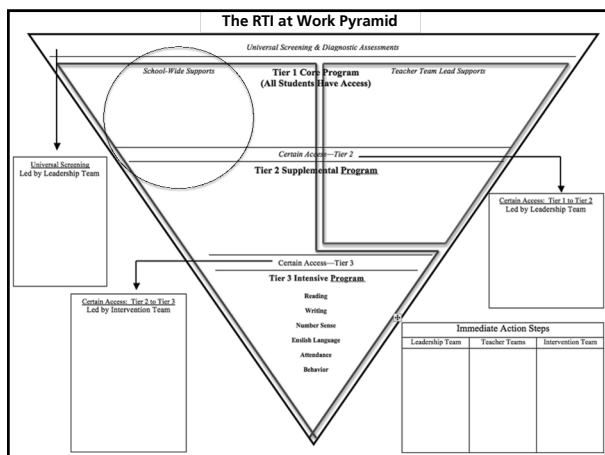 The RTI at Work Pyramid
Universal Screening & Diagnostic Assessments
School-Wide Supports
Tier 1 Core Program
(All Students Have Access)
Teacher Team Lead Supports
Certain Access—Tier 2
Tier 2 Supplemental Program
Universal Screening
Led by Leadership Team
Certain Access: Tier 1 to Tier 2
Led by Leadership Team
Certain Access—Tier 3
Tier 3 Intensive Program
Reading
Writing
Number Sense
English Language
Attendance
Behavior
Certain Access: Tier 2 to Tier 3
Led by Intervention Team
Immediate Action Steps
Leadership Team Teacher Teams Intervention Team